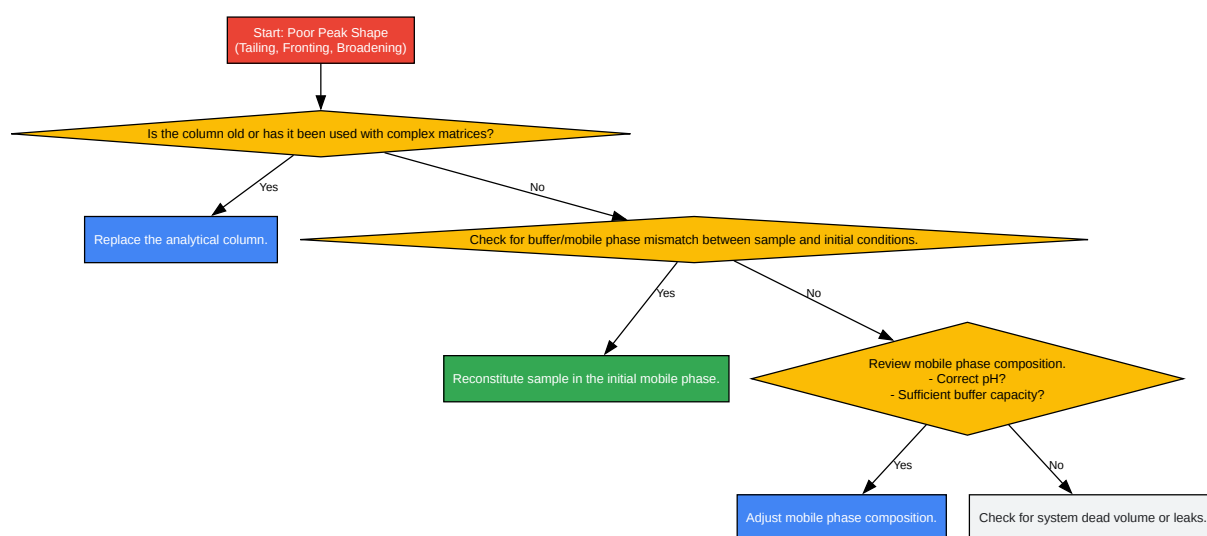 Start: Poor Peak Shape
(Tailing, Fronting, Broadening)
Is the column old or has it been used with complex matrices?
Yes
No
Replace the analytical column.
Check for buffer/mobile phase mismatch between sample and initial conditions.
Yes
No
Reconstitute sample in the initial mobile phase.
Review mobile phase composition.
- Correct pH?
- Sufficient buffer capacity?
Yes
No
Adjust mobile phase composition.
Check for system dead volume or leaks.